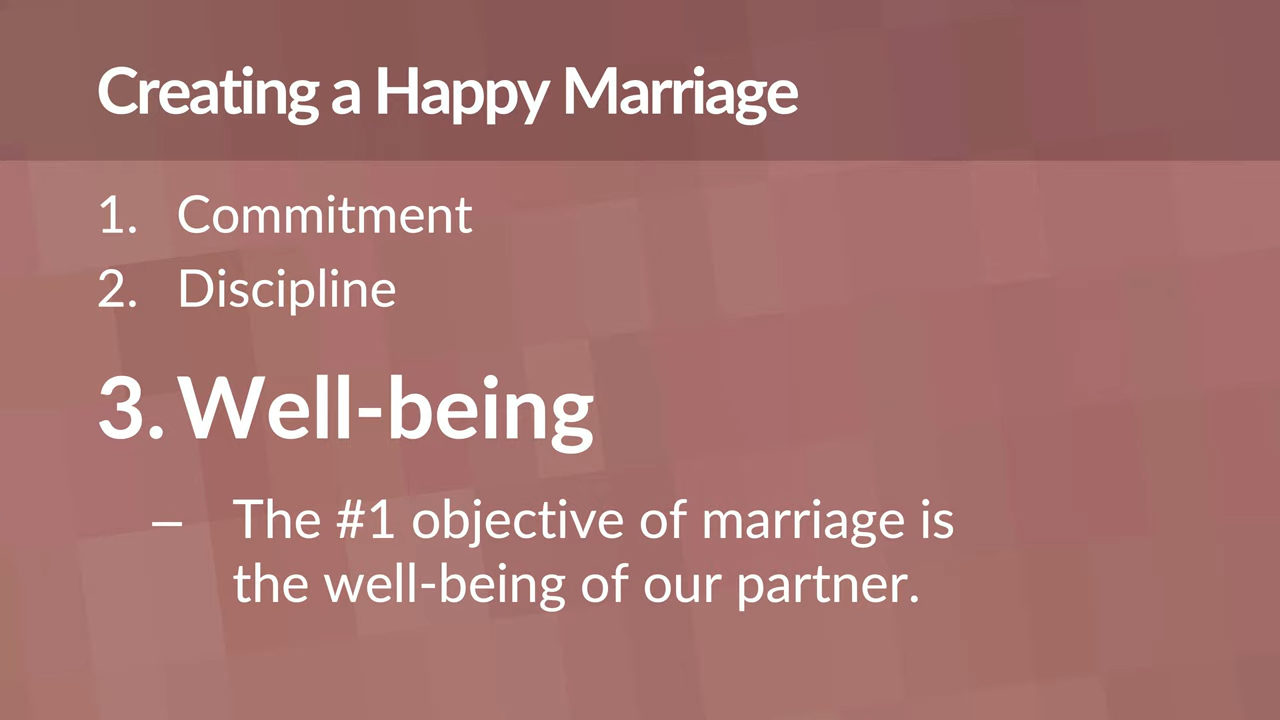 Creating a Happy Marriage
1. Commitment
2. Discipline
3. Well-being
– The #1 objective of marriage is
the well-being of our partner.